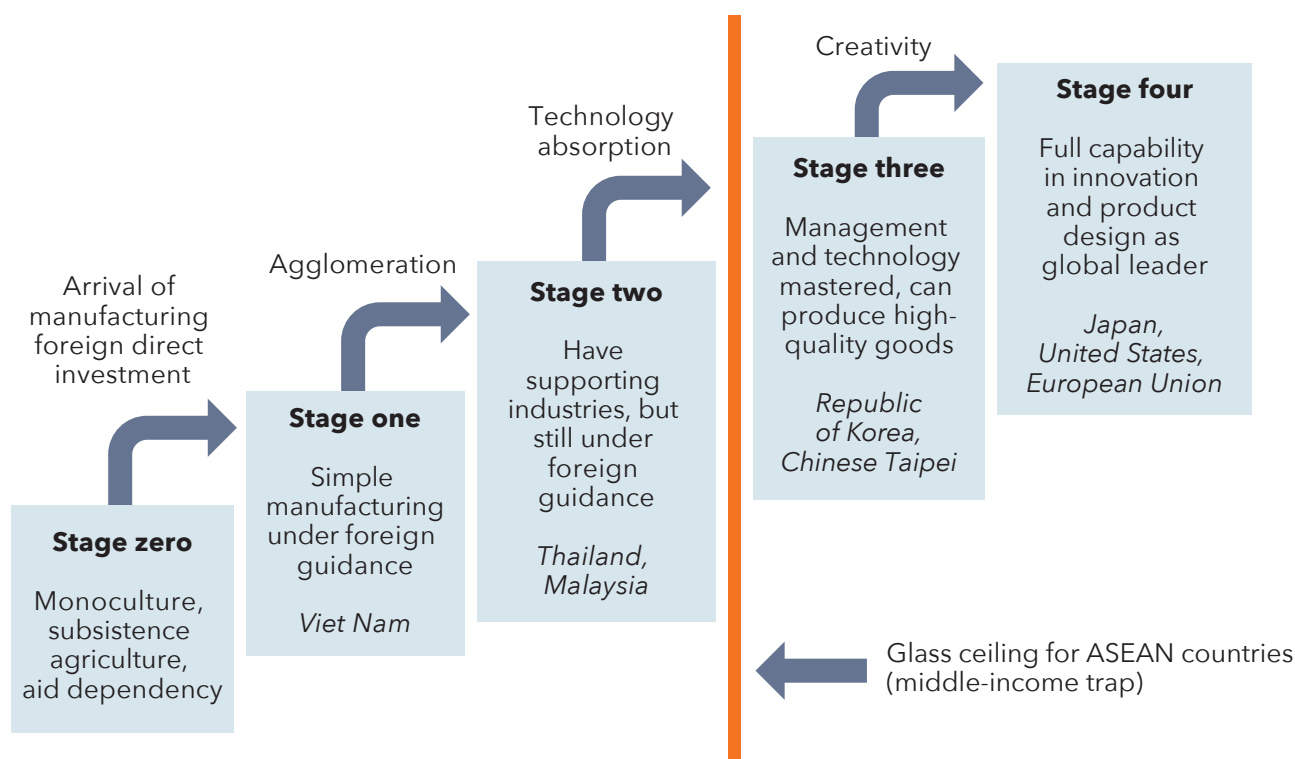 Stage zero
Monoculture,
subsistence
agriculture,
aid dependency
Arrival of
manufacturing
foreign direct
investment
Stage one
Simple
manufacturing
under foreign
guidance
Viet Nam
Agglomeration
Stage two
Have
supporting
industries, but
still under
foreign
guidance
Thailand,
Malaysia
Technology
absorption
Stage three
Management
and technology
mastered, can
produce high-
quality goods
Republic
of Korea,
Chinese Taipei
Creativity
Stage four
Full capability
in innovation
and product
design as
global leader
Japan,
United States,
European Union
Glass ceiling for ASEAN countries
(middle-income trap)